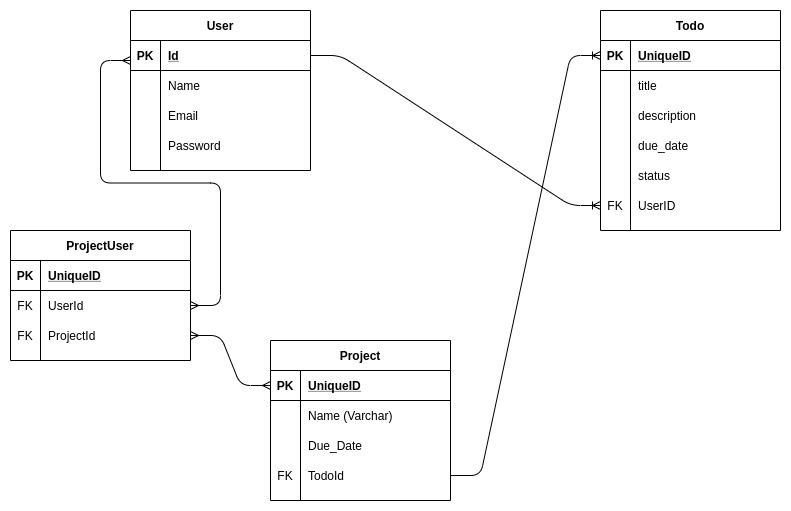 User
PK Id
Name
Email
Password
Todo
PK UniqueID
title
description
due_date
status
FK UserID
ProjectUser
PK UniqueID
FK UserId
FK ProjectId
Project
PK UniqueID
Name (Varchar)
Due_Date
FK TodoId